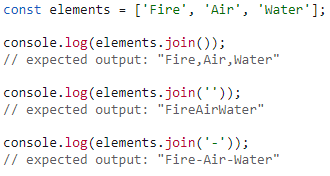 const elements = ['Fire', 'Air', 'Water'];
console.log(elements.join());
// expected output: "Fire,Air,Water"
console.log(elements.join(''));
// expected output: "FireAirWater"
console.log(elements.join('-'));
// expected output: "Fire-Air-Water"